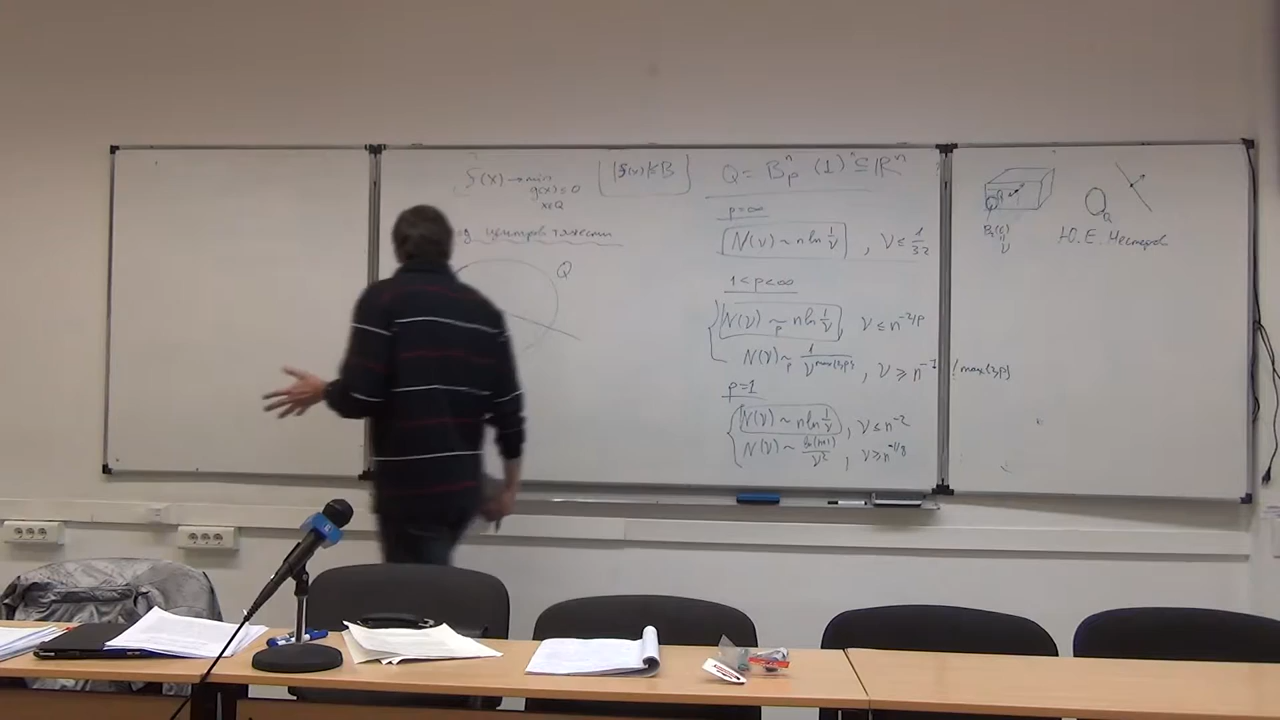 f(x) → min
g(x) ≤ 0
x∈Q
|f(x)| ≤ B
центров тяжести
Q
Q = B_p^n (1) ⊆ ℝ^n
p=∞
N(ν) ~ n ln 1/ν , ν ≤ 1/32
1 < p < ∞
N(ν) ~_p n ln 1/ν , ν ≤ n^{-2/p}
N(ν) ~_p 1/ν^{max(2,p)} , ν ≥ n^{-1/max(2,p)}
p=1
N(ν) ~ n ln 1/ν , ν ≤ n^{-2}
N(ν) ~ ln(n+1)/ν^2 , ν ≥ n^{-1/8}
Q
ν
Ю. Е. Нестеров